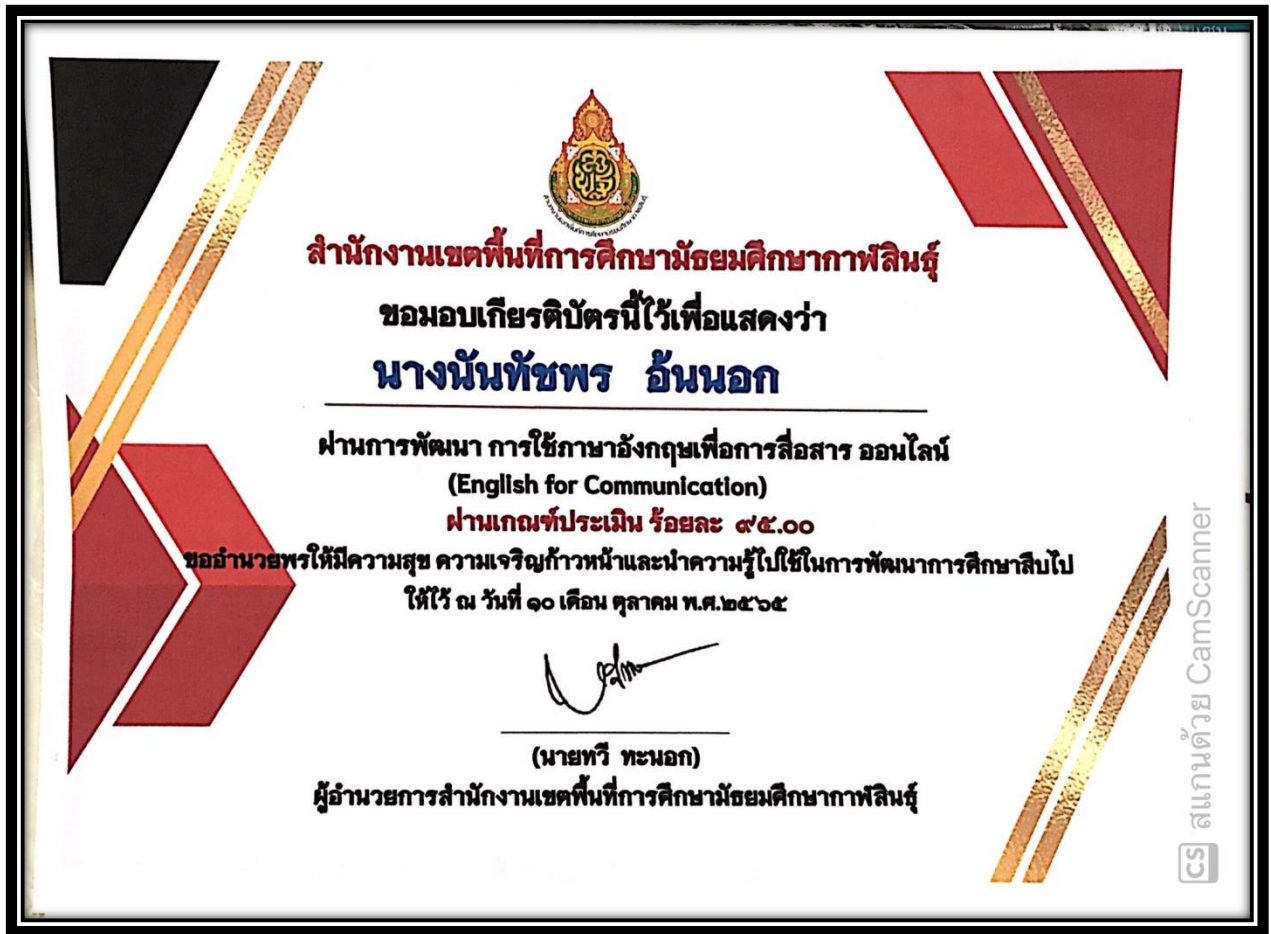 สำนักงานเขตพื้นที่การศึกษามัธยมศึกษากาฬสินธุ์
ขอมอบเกียรติบัตรนี้ไว้เพื่อแสดงว่า
นางนันทัชพร อ้นนอก
ผ่านการพัฒนา การใช้ภาษาอังกฤษเพื่อการสื่อสาร ออนไลน์
(English for Communication)
ผ่านเกณฑ์ประเมิน ร้อยละ ๙๕.๐๐
ขออำนวยพรให้มีความสุข ความเจริญก้าวหน้าและนำความรู้ไปใช้ในการพัฒนาการศึกษาสืบไป
ให้ไว้ ณ วันที่ ๑๐ เดือน ตุลาคม พ.ศ.๒๕๖๕
(นายทวี ทะนอก)
ผู้อำนวยการสำนักงานเขตพื้นที่การศึกษามัธยมศึกษากาฬสินธุ์
CS สแกนด้วย CamScanner